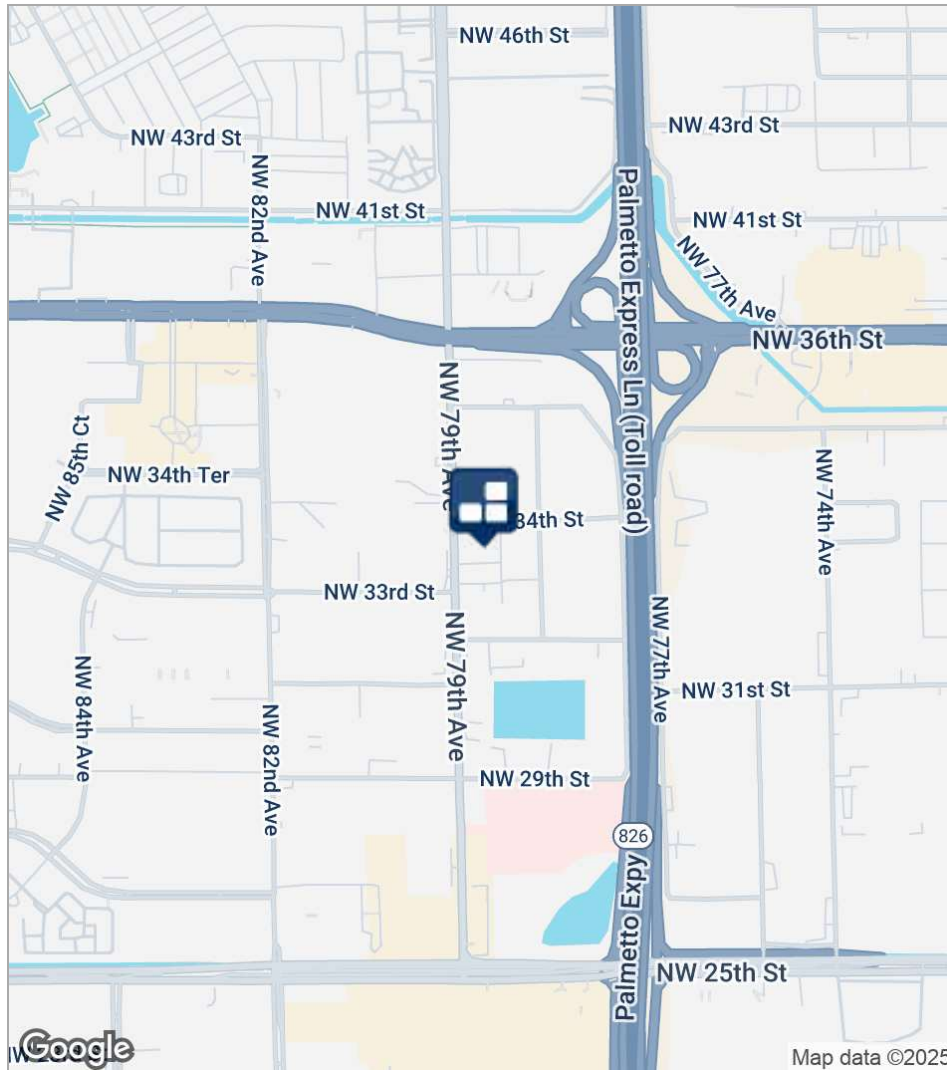 NW 46th St
NW 43rd St
NW 43rd St
NW 82nd Ave
NW 41st St
NW 41st St
Palmetto Express Ln (Toll road)
NW 77th Ave
NW 36th St
NW 79th Ave
NW 85th Ct
NW 34th Ter
34th St
NW 74th Ave
NW 33rd St
NW 79th Ave
NW 77th Ave
NW 84th Ave
NW 31st St
NW 82nd Ave
NW 29th St
826
Palmetto Expy
NW 25th St
Google
Map data ©2025